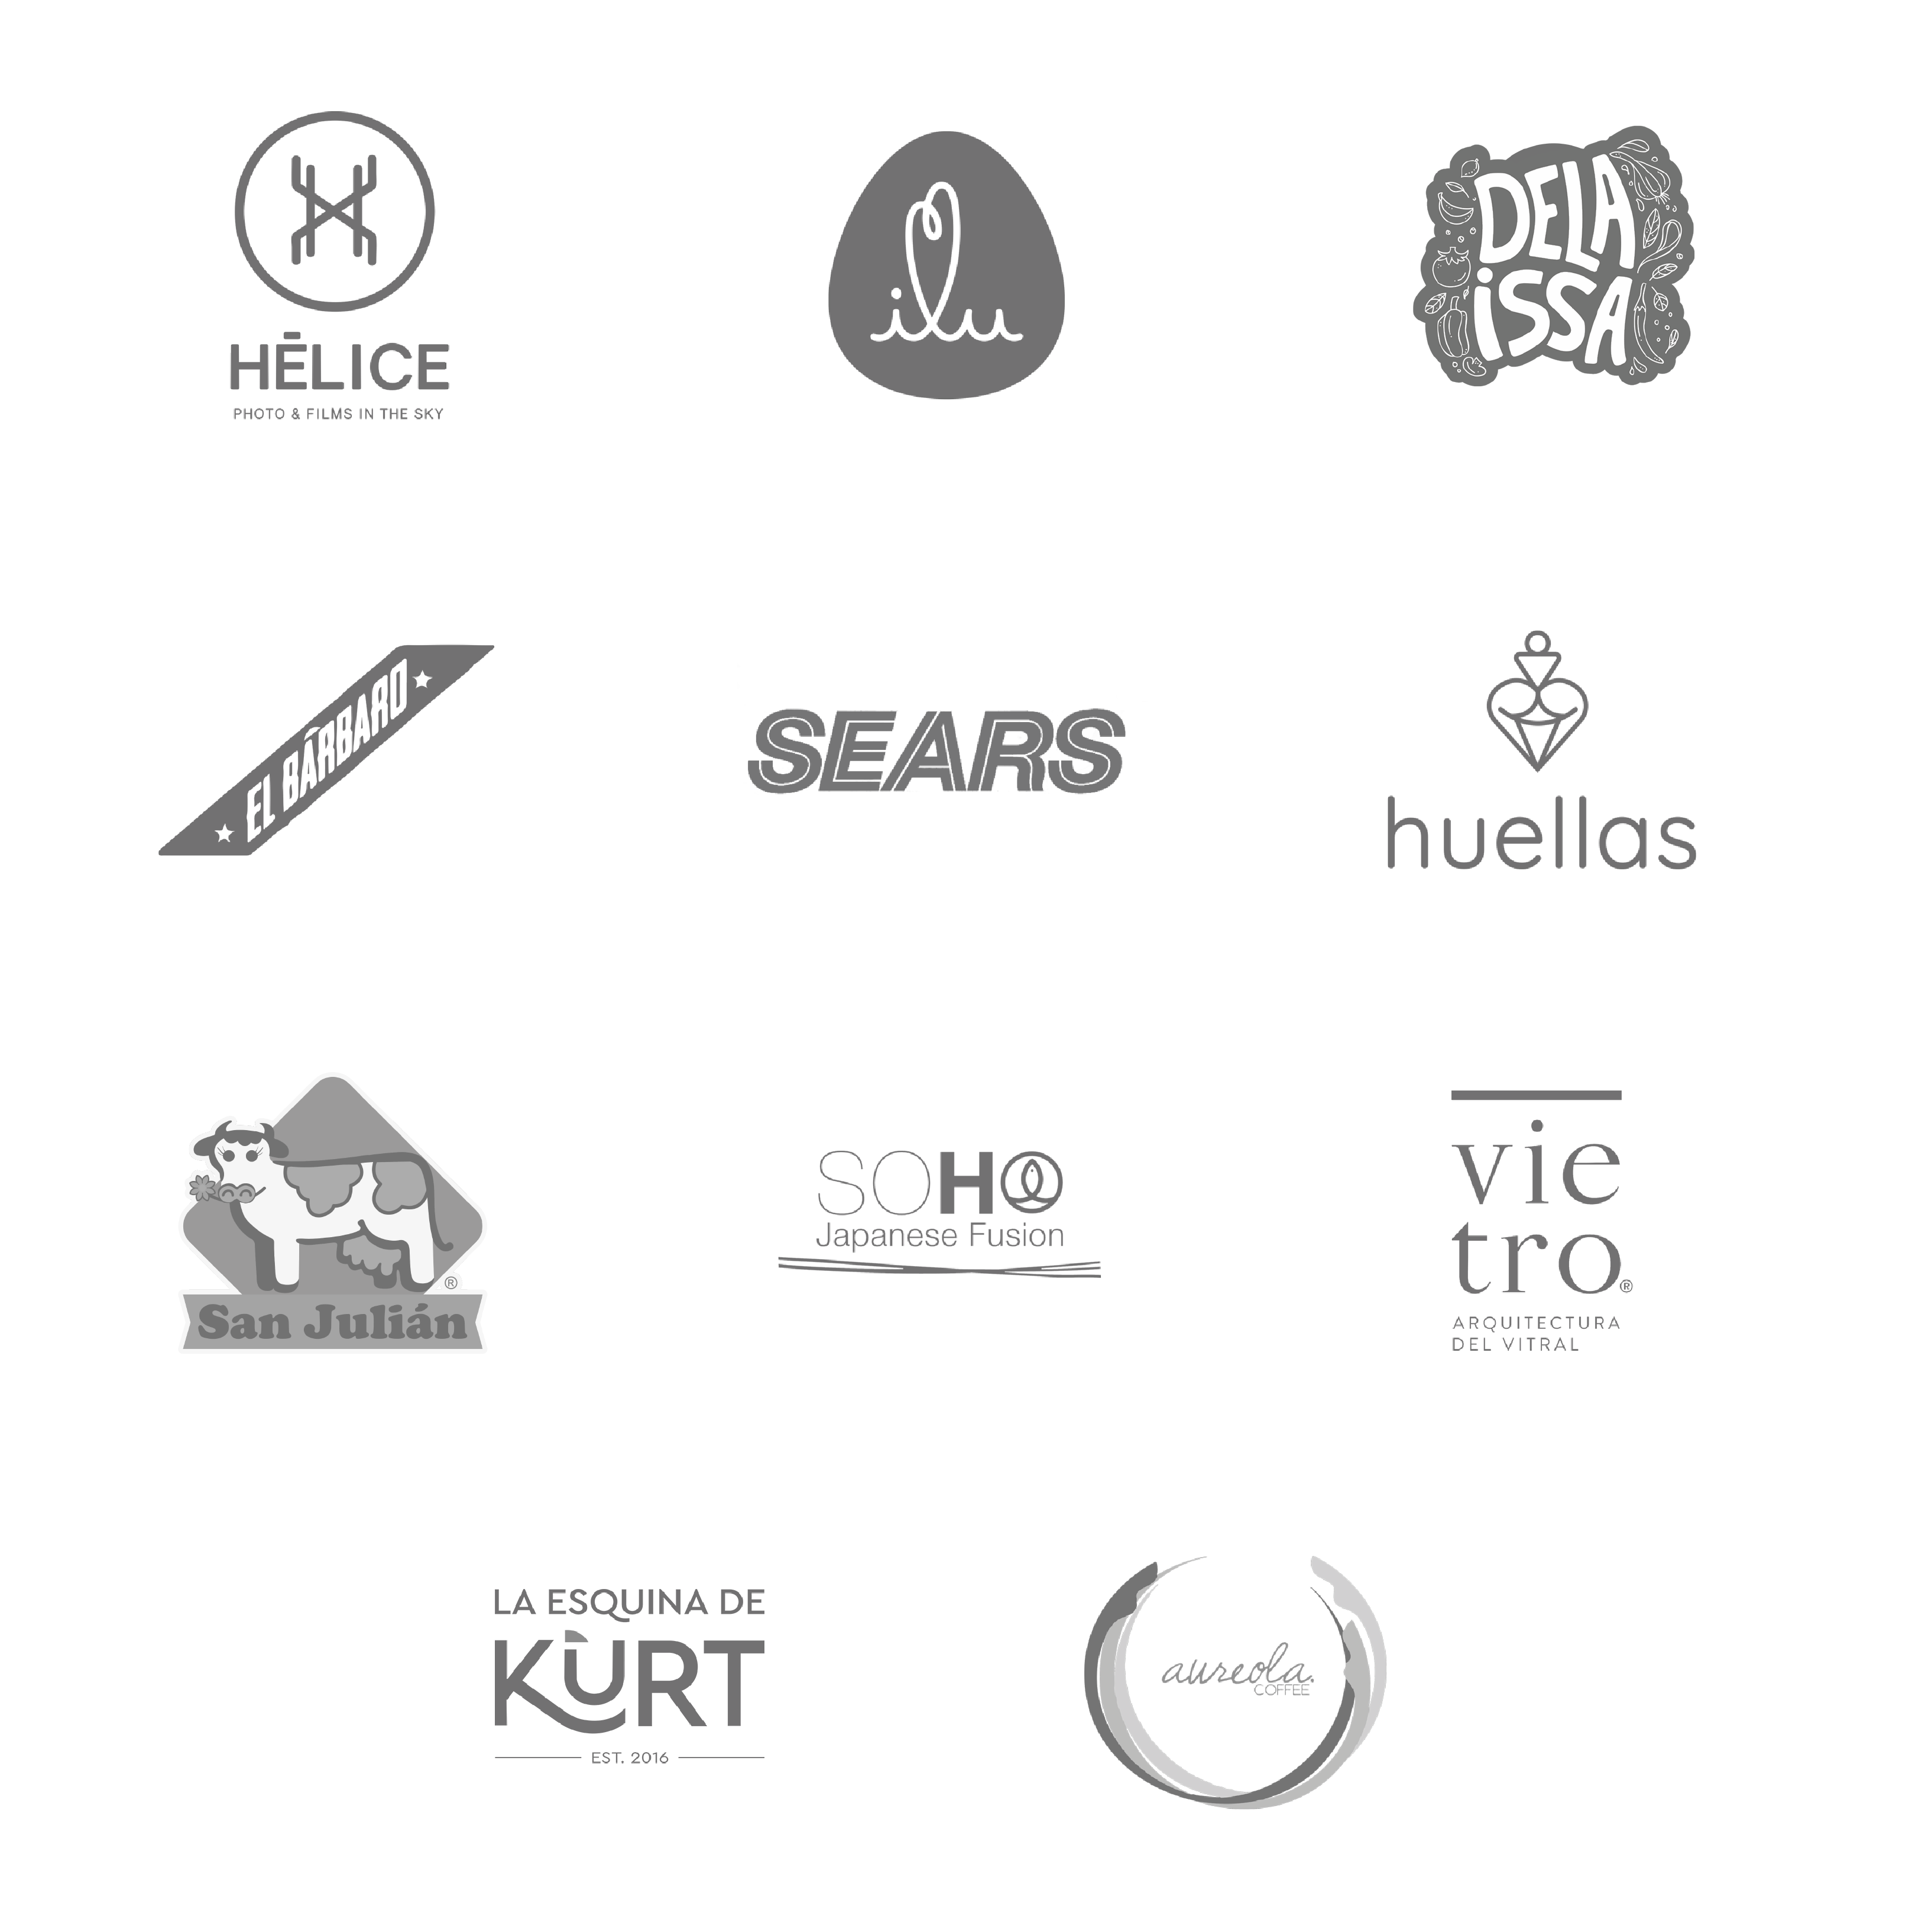 HĒLICE
PHOTO & FILMS IN THE SKY
ilu
DELA
iSSA
EL BÁRBARO
SEARS
huellas
San Julián
®
SOHO
Japanese Fusion
vie
tro®
ARQUITECTURA
DEL VITRAL
LA ESQUINA DE
KURT
EST. 2016
aureola
COFFEE